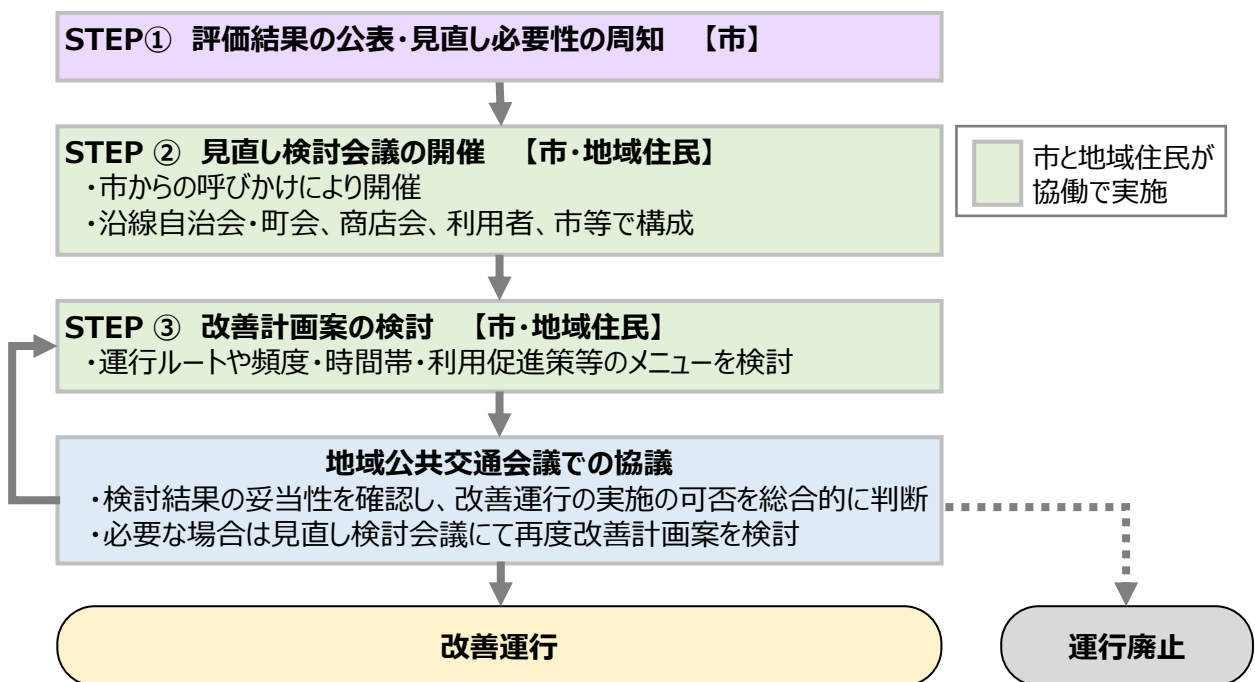 STEP① 評価結果の公表・見直し必要性の周知 【市】
STEP ② 見直し検討会議の開催 【市・地域住民】
・市からの呼びかけにより開催
・沿線自治会・町会、商店会、利用者、市等で構成
市と地域住民が
協働で実施
STEP ③ 改善計画案の検討 【市・地域住民】
・運行ルートや頻度・時間帯・利用促進策等のメニューを検討
地域公共交通会議での協議
・検討結果の妥当性を確認し、改善運行の実施の可否を総合的に判断
・必要な場合は見直し検討会議にて再度改善計画案を検討
改善運行
運行廃止